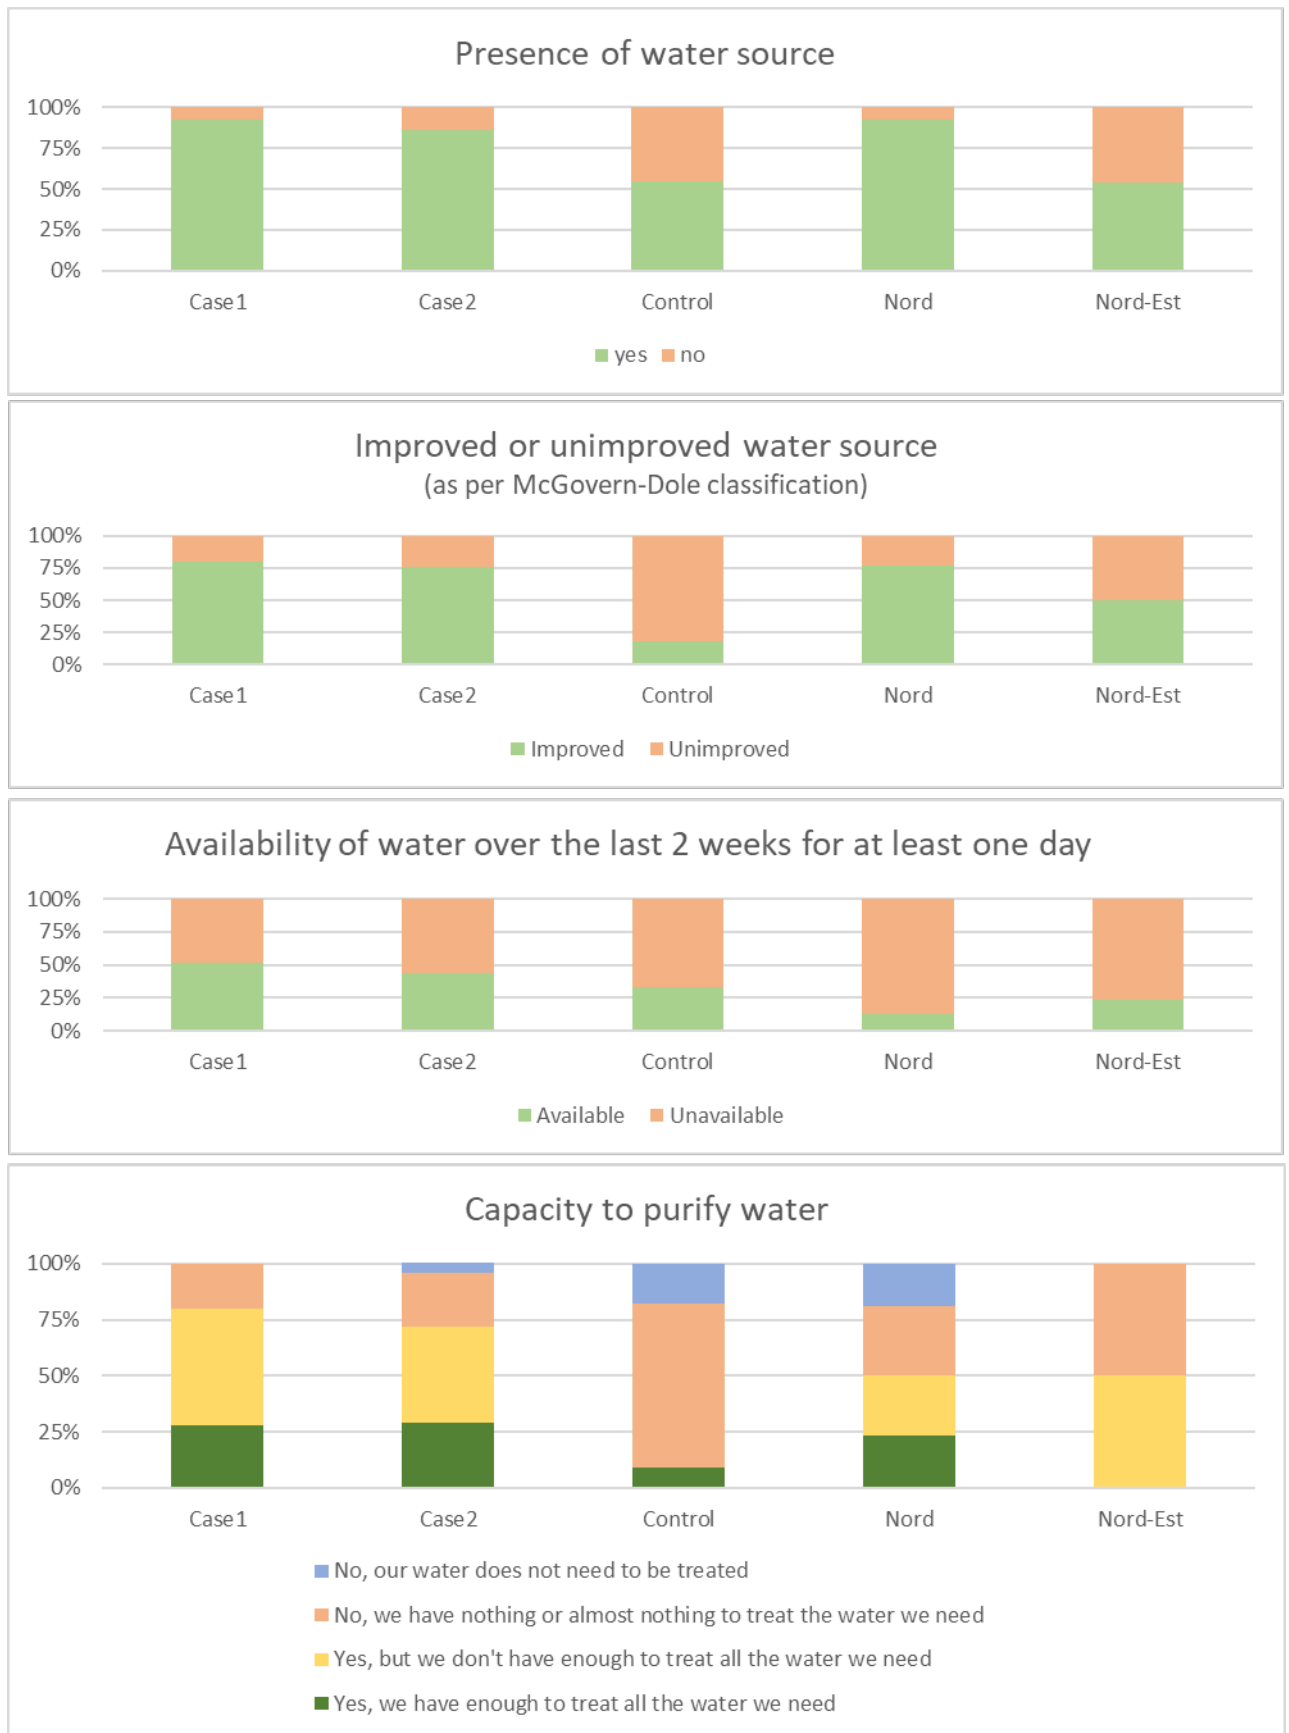 Presence of water source
100%
75%
50%
25%
0%
Case1 Case2 Control Nord Nord-Est
yes no
Improved or unimproved water source
(as per McGovern-Dole classification)
100%
75%
50%
25%
0%
Case1 Case2 Control Nord Nord-Est
Improved Unimproved
Availability of water over the last 2 weeks for at least one day
100%
75%
50%
25%
0%
Case1 Case2 Control Nord Nord-Est
Available Unavailable
Capacity to purify water
100%
75%
50%
25%
0%
Case1 Case2 Control Nord Nord-Est
No, our water does not need to be treated
No, we have nothing or almost nothing to treat the water we need
Yes, but we don't have enough to treat all the water we need
Yes, we have enough to treat all the water we need